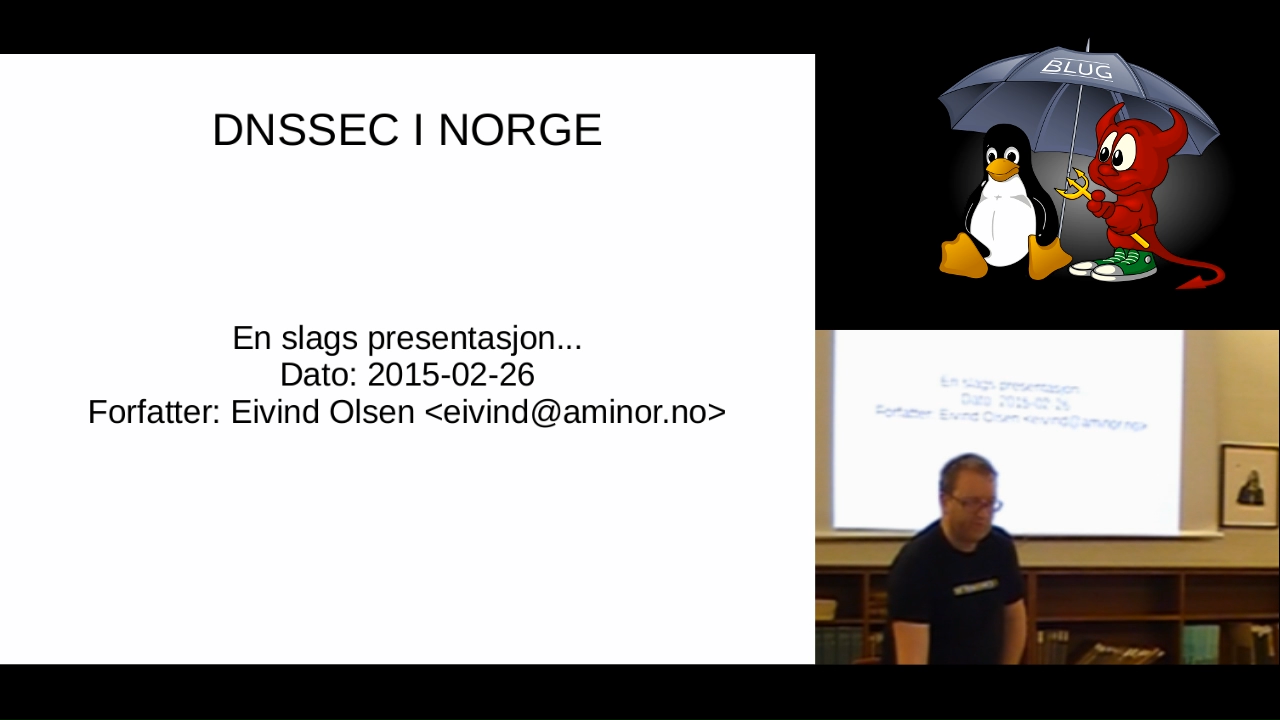 DNSSEC I NORGE
En slags presentasjon...
Dato: 2015-02-26
Forfatter: Eivind Olsen <eivind@aminor.no>
BLUG
En slags presentasjon...
Dato: 2015-02-26
Forfatter: Eivind Olsen <eivind@aminor.no>